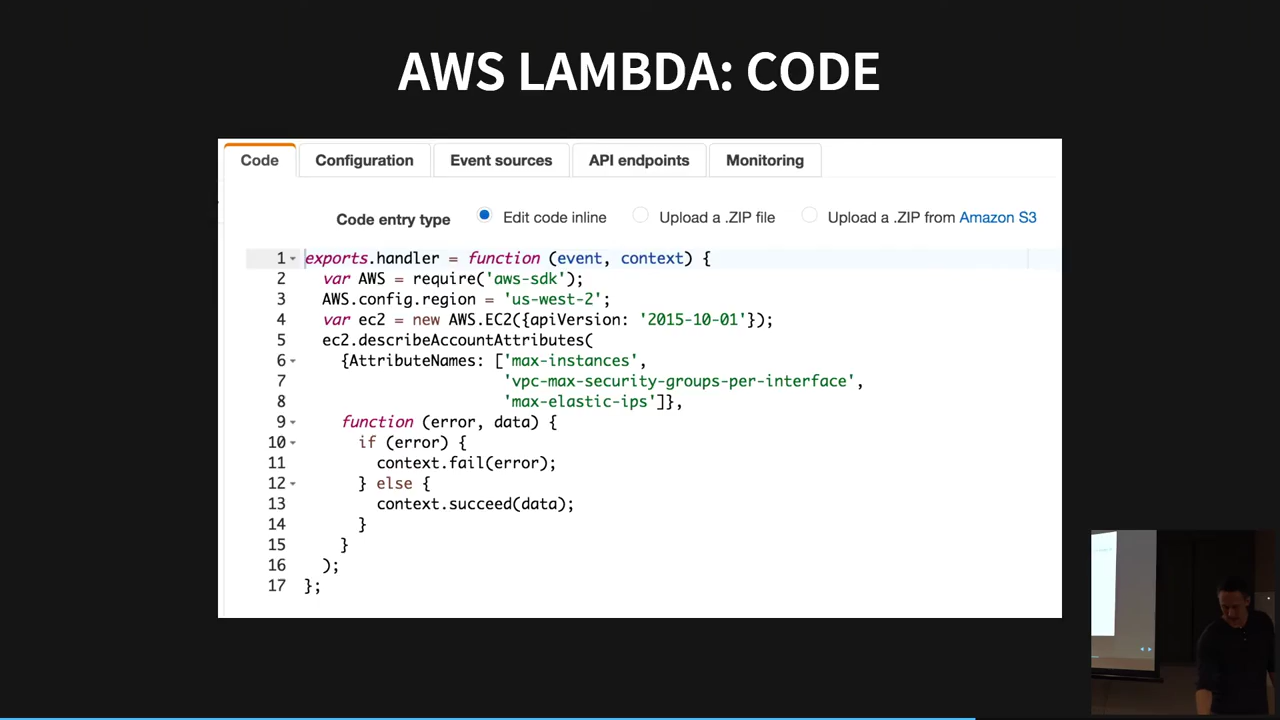 AWS LAMBDA: CODE
Code Configuration Event sources API endpoints Monitoring
Code entry type Edit code inline Upload a .ZIP file Upload a .ZIP from Amazon S3
1 exports.handler = function (event, context) {
2   var AWS = require('aws-sdk');
3   AWS.config.region = 'us-west-2';
4   var ec2 = new AWS.EC2({apiVersion: '2015-10-01'});
5   ec2.describeAccountAttributes(
6     {AttributeNames: ['max-instances',
7                       'vpc-max-security-groups-per-interface',
8                       'max-elastic-ips']},
9     function (error, data) {
10       if (error) {
11         context.fail(error);
12       } else {
13         context.succeed(data);
14       }
15     }
16   );
17 };